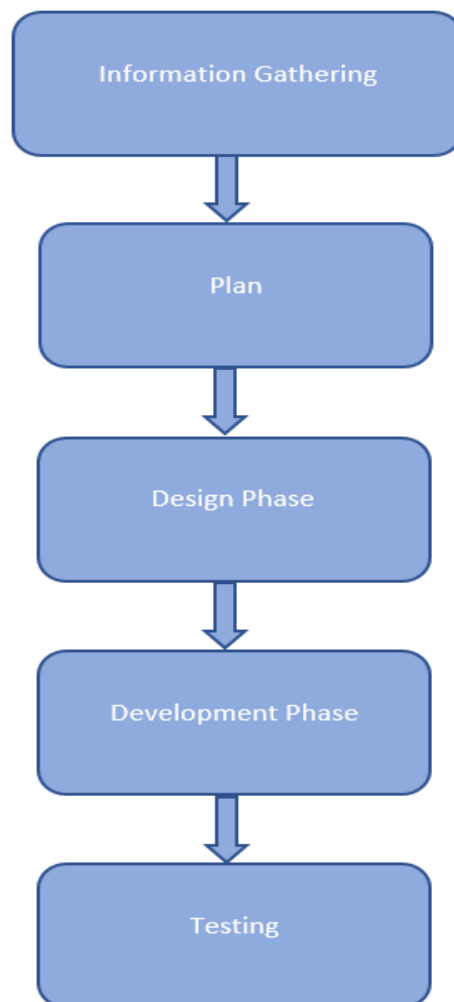 Information Gathering
Plan
Design Phase
Development Phase
Testing